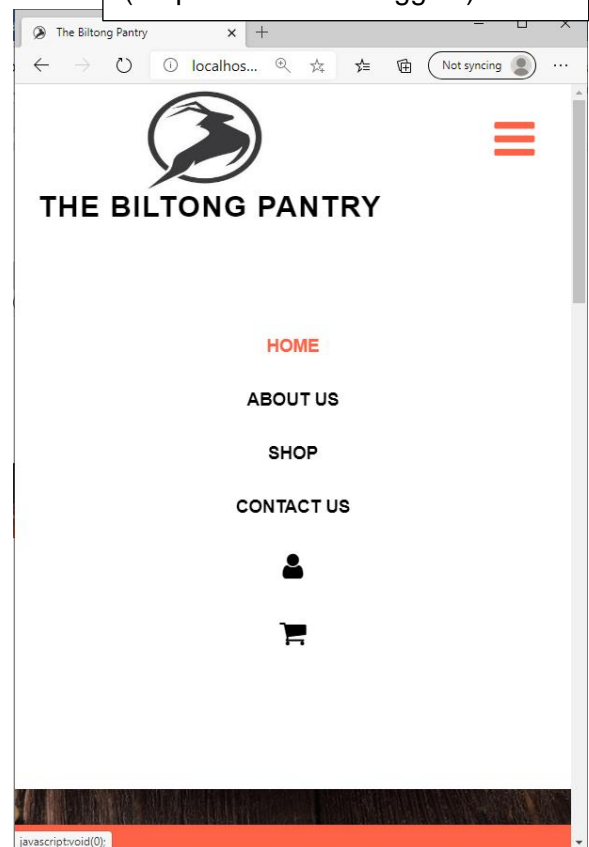 The Biltong Pantry
localhos...
Not syncing
THE BILTONG PANTRY
HOME
ABOUT US
SHOP
CONTACT US
javascript:void(0);